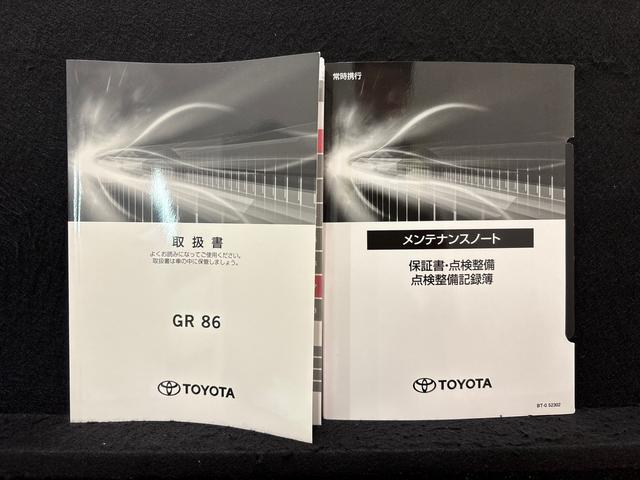 取扱書
よくお読みになってご使用ください。
取扱書は車の中に保管しましょう。
GR 86
TOYOTA
常時携行
メンテナンスノート
保証書・点検整備
点検整備記録簿
TOYOTA
BT-0 52302